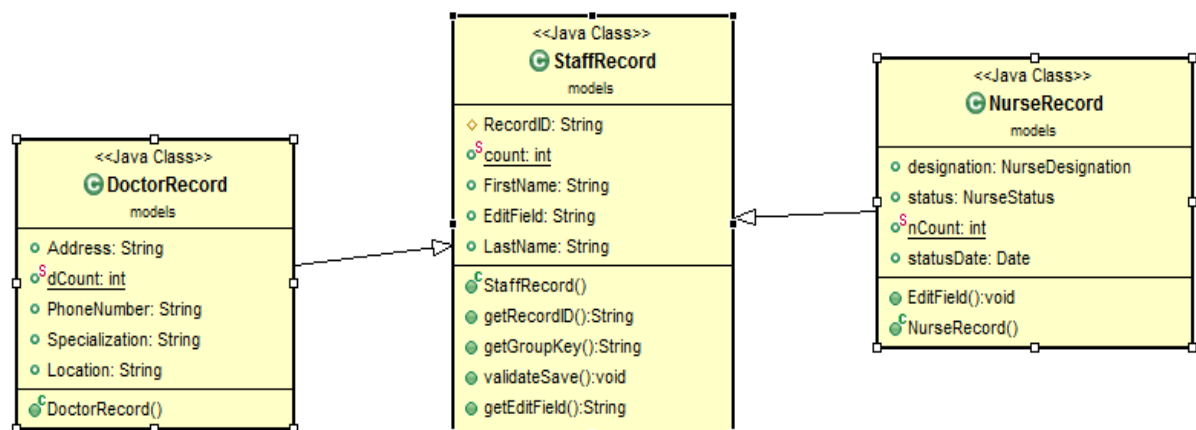 <<Java Class>>
DoctorRecord
models
Address: String
dCount: int
PhoneNumber: String
Specialization: String
Location: String
DoctorRecord()
<<Java Class>>
StaffRecord
models
RecordID: String
count: int
FirstName: String
EditField: String
LastName: String
StaffRecord()
getRecordID():String
getGroupKey():String
validateSave():void
getEditField():String
<<Java Class>>
NurseRecord
models
designation: NurseDesignation
status: NurseStatus
nCount: int
statusDate: Date
EditField():void
NurseRecord()